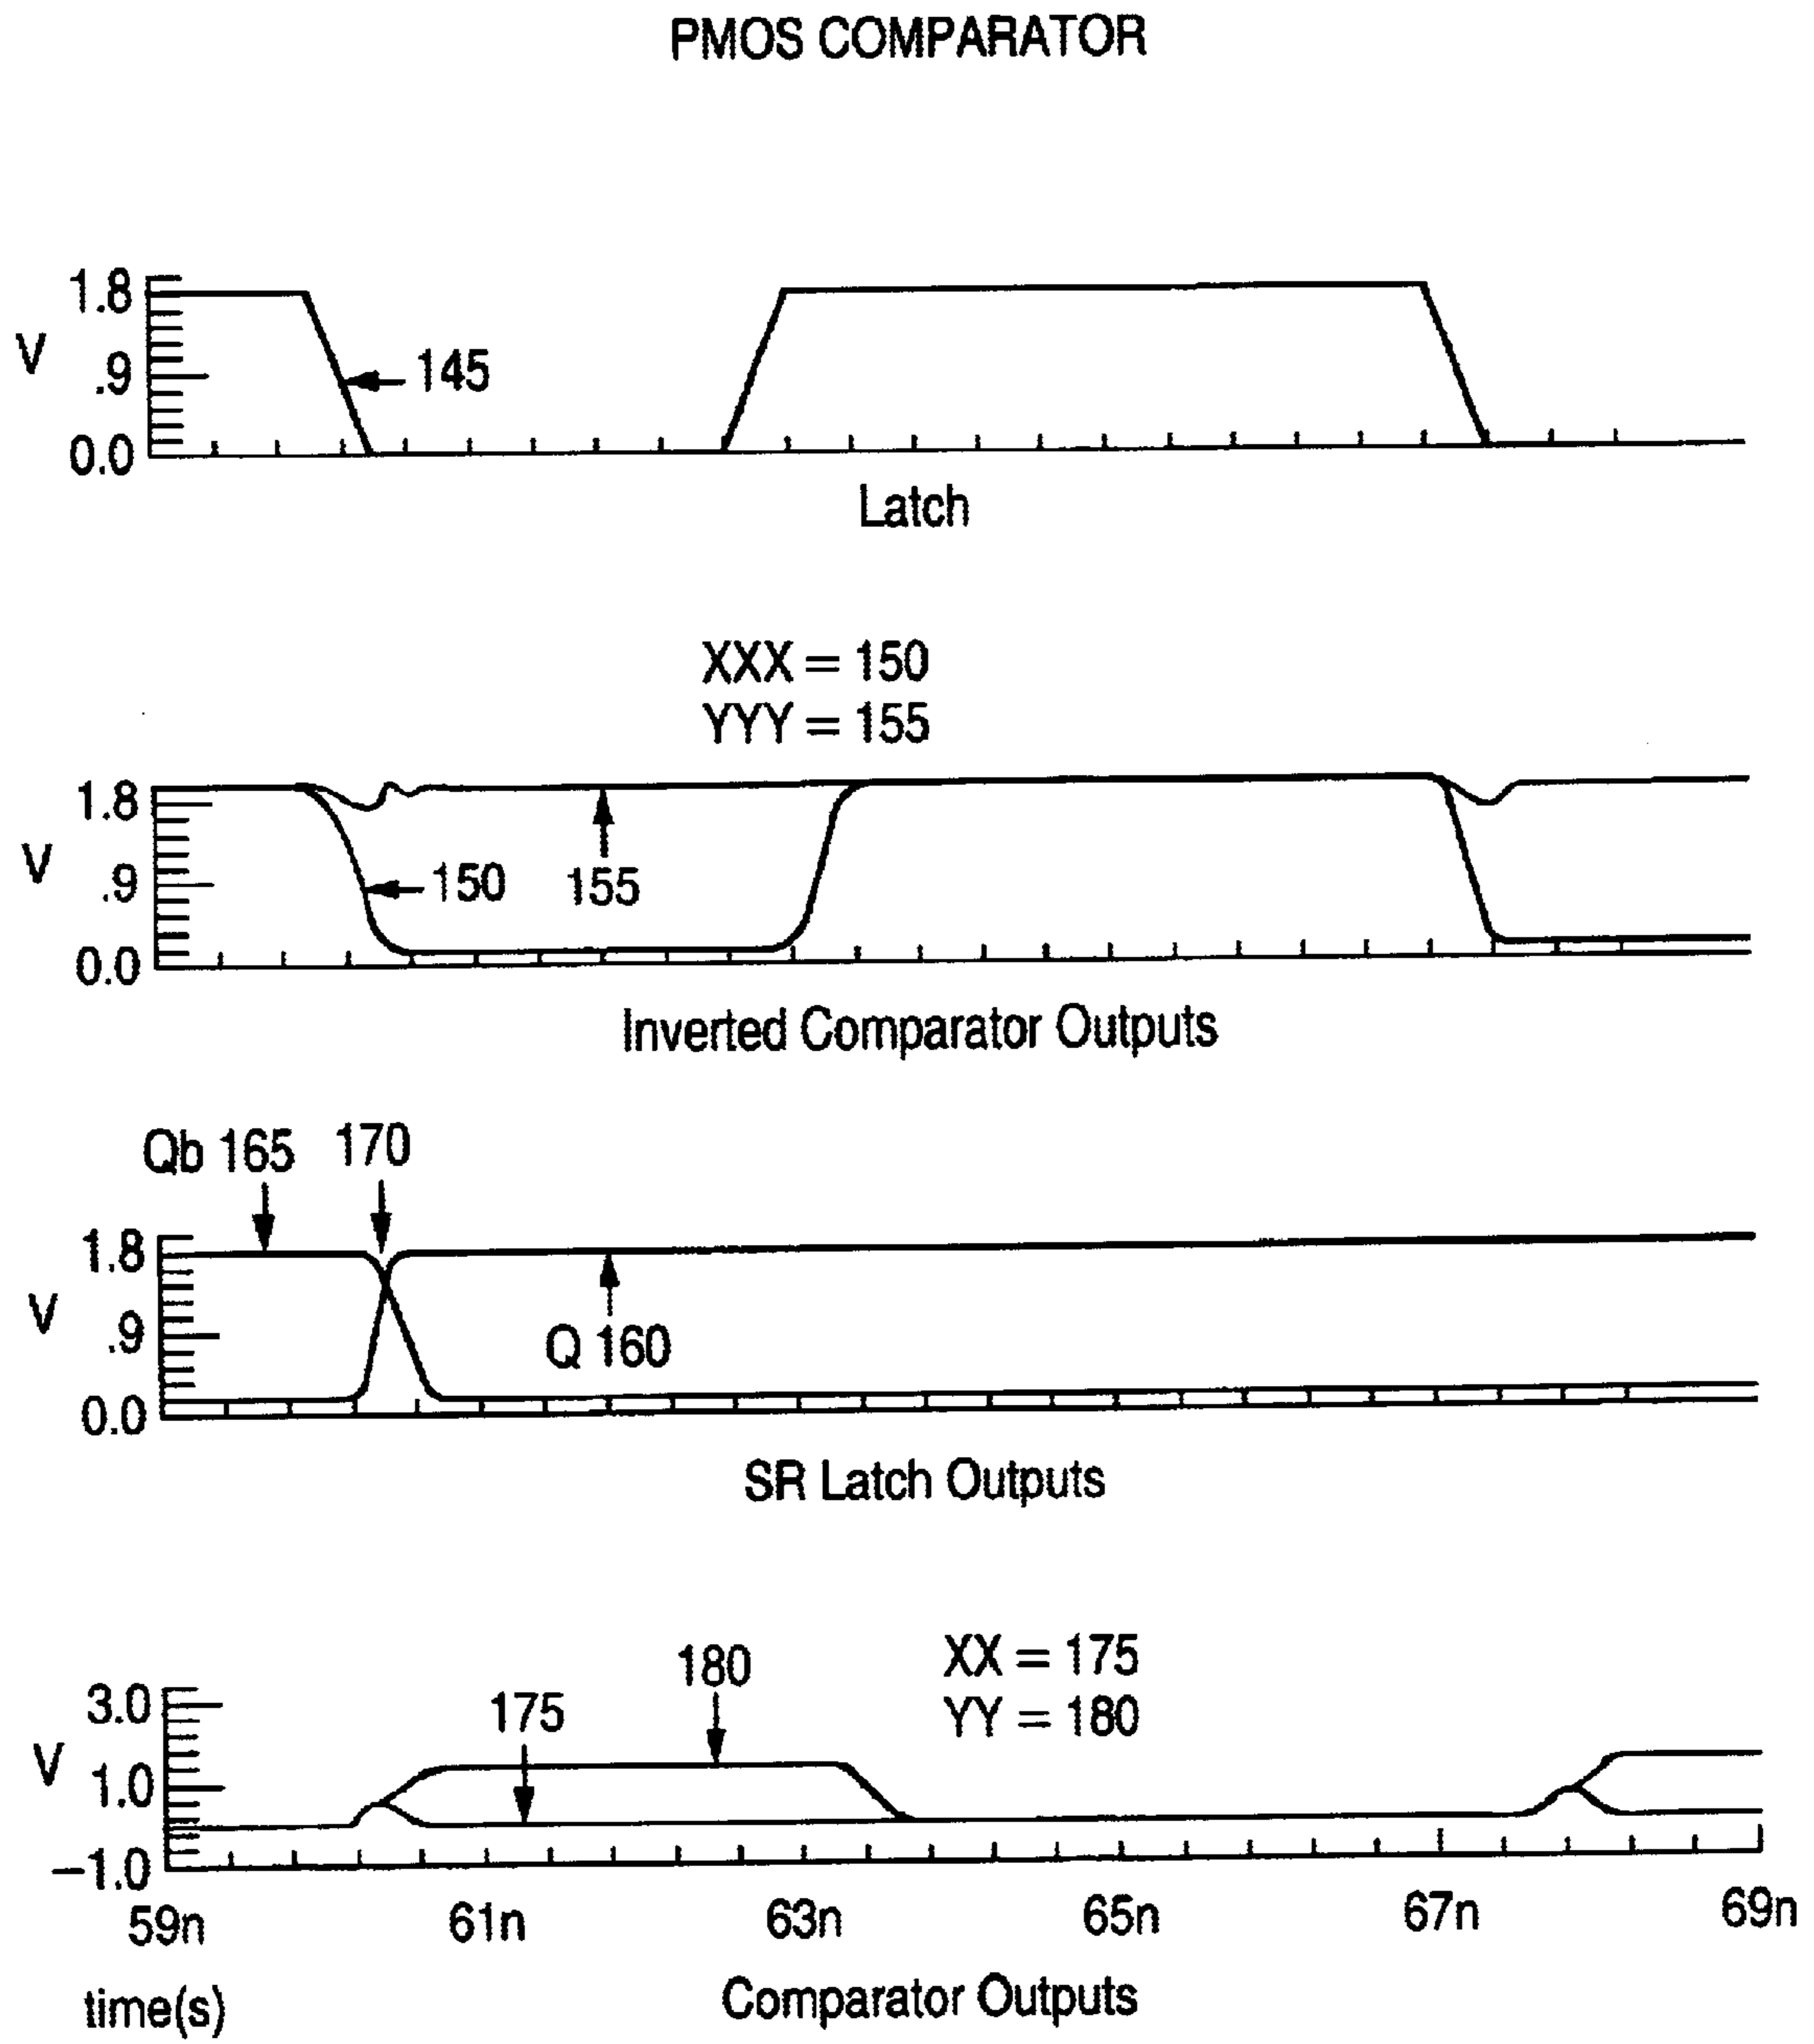 PMOS COMPARATOR
1.8
V
.9
145
0.0
Latch
XXX = 150
YYY = 155
1.8
V
.9
150
155
0.0
Inverted Comparator Outputs
Qb 165
170
1.8
V
.9
Q 160
0.0
SR Latch Outputs
180
XX = 175
YY = 180
3.0
175
V
1.0
–1.0
59n
61n
63n
65n
67n
69n
time(s)
Comparator Outputs